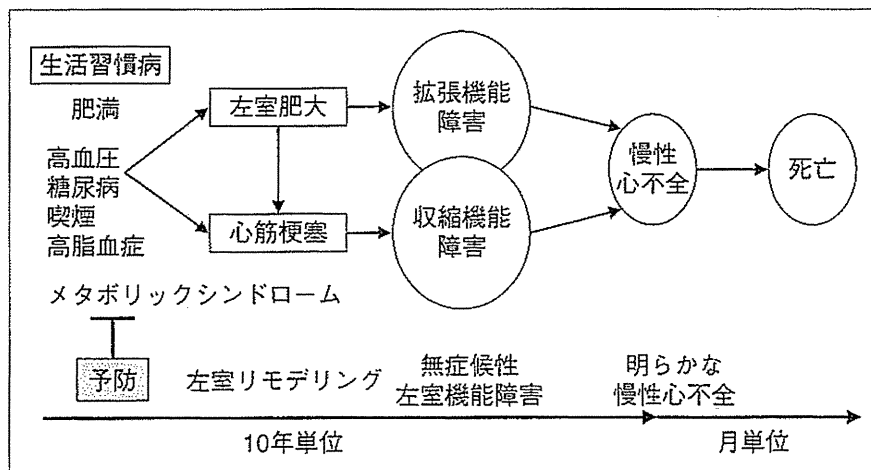 生活習慣病
肥満
高血圧
糖尿病
喫煙
高脂血症
メタボリックシンドローム
予防
左室肥大
心筋梗塞
拡張機能
障害
収縮機能
障害
慢性
心不全
死亡
左室リモデリング
無症候性
左室機能障害
明らかな
慢性心不全
10年単位
月単位